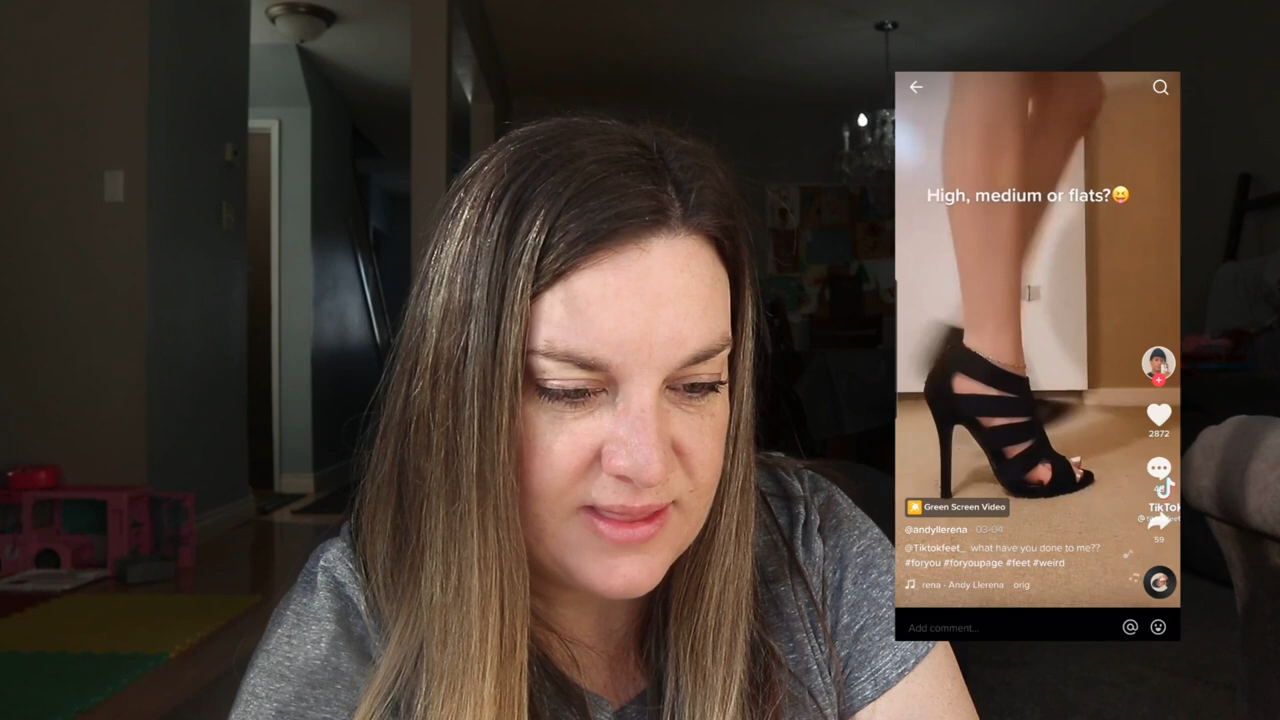 High, medium or flats?😝
2872
Green Screen Video
TikTok
@andyllerena 03-04
59
@Tiktokfeet_ what have you done to me??
#foryou #foryoupage #feet #weird
rena - Andy Llerena orig
Add comment...